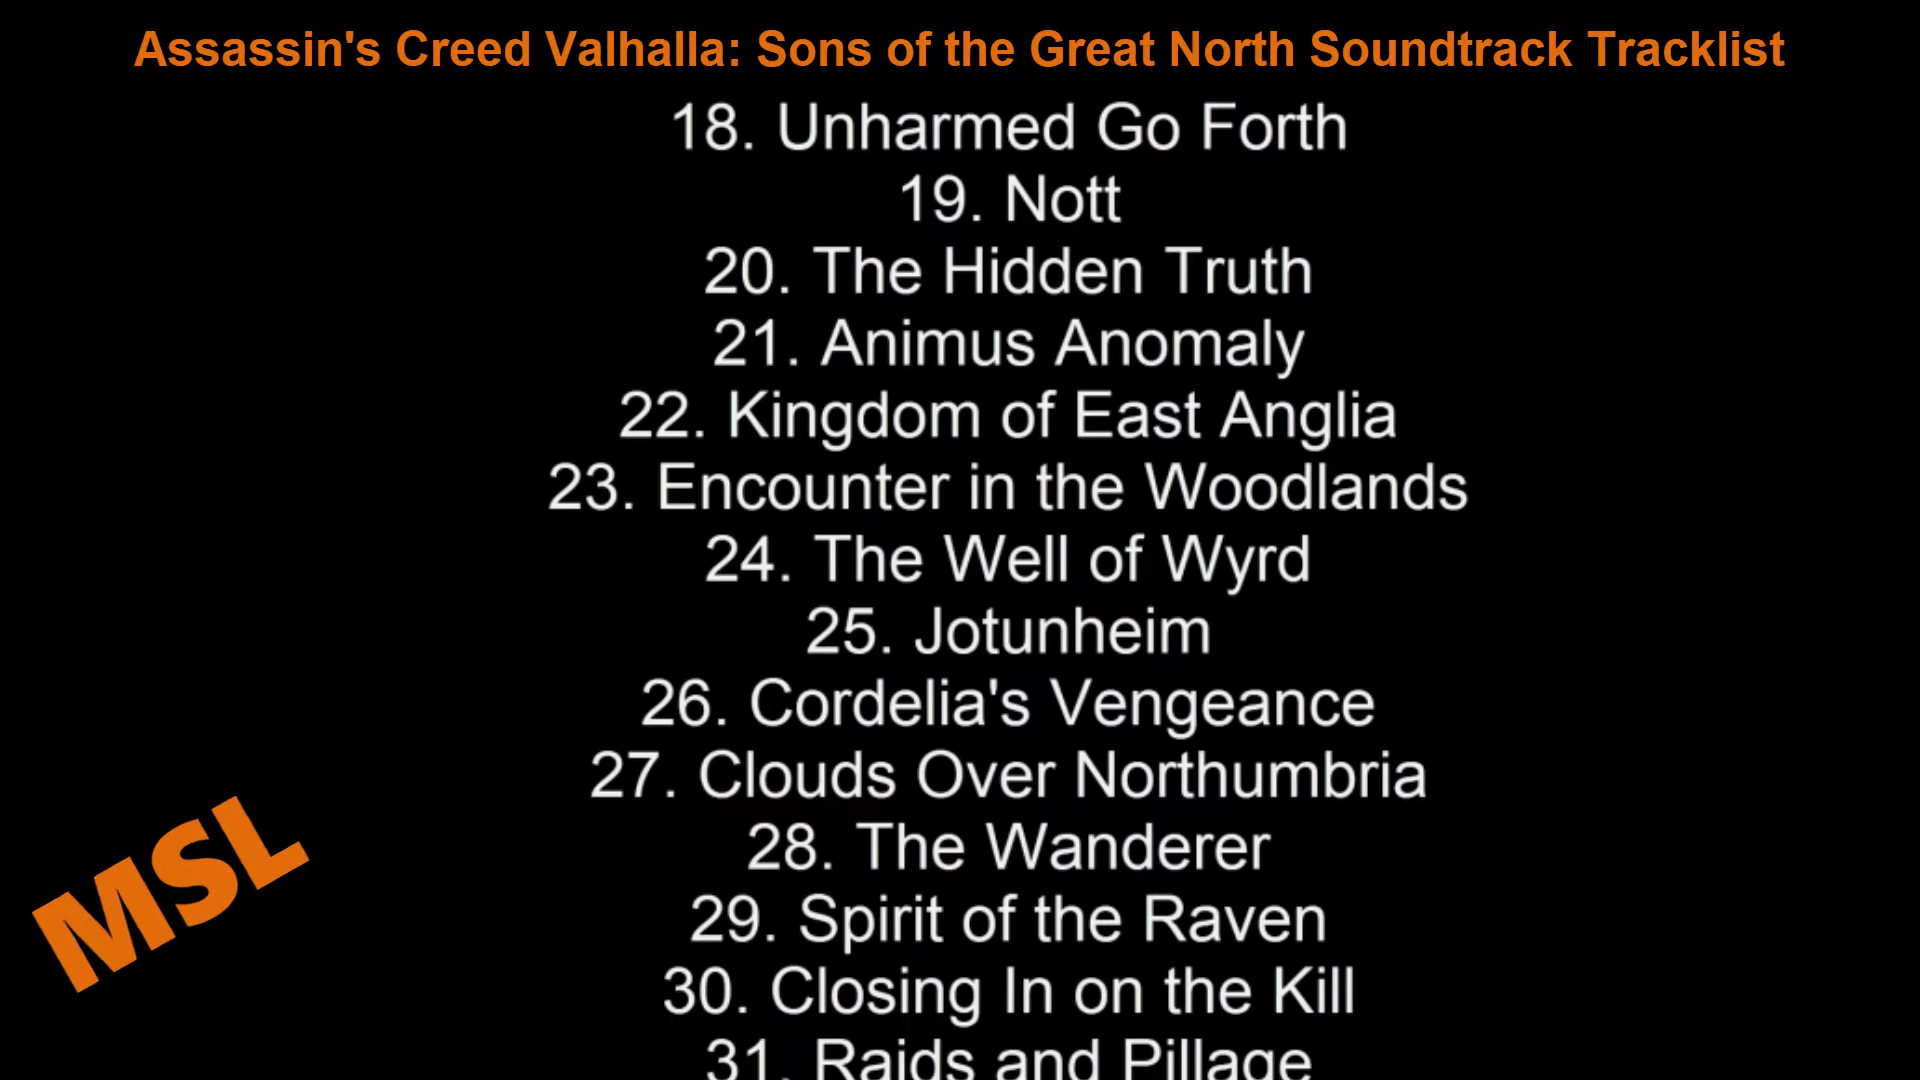 Assassin's Creed Valhalla: Sons of the Great North Soundtrack Tracklist
18. Unharmed Go Forth
19. Nott
20. The Hidden Truth
21. Animus Anomaly
22. Kingdom of East Anglia
23. Encounter in the Woodlands
24. The Well of Wyrd
25. Jotunheim
26. Cordelia's Vengeance
27. Clouds Over Northumbria
28. The Wanderer
29. Spirit of the Raven
30. Closing In on the Kill
31. Raids and Pillage
MSL